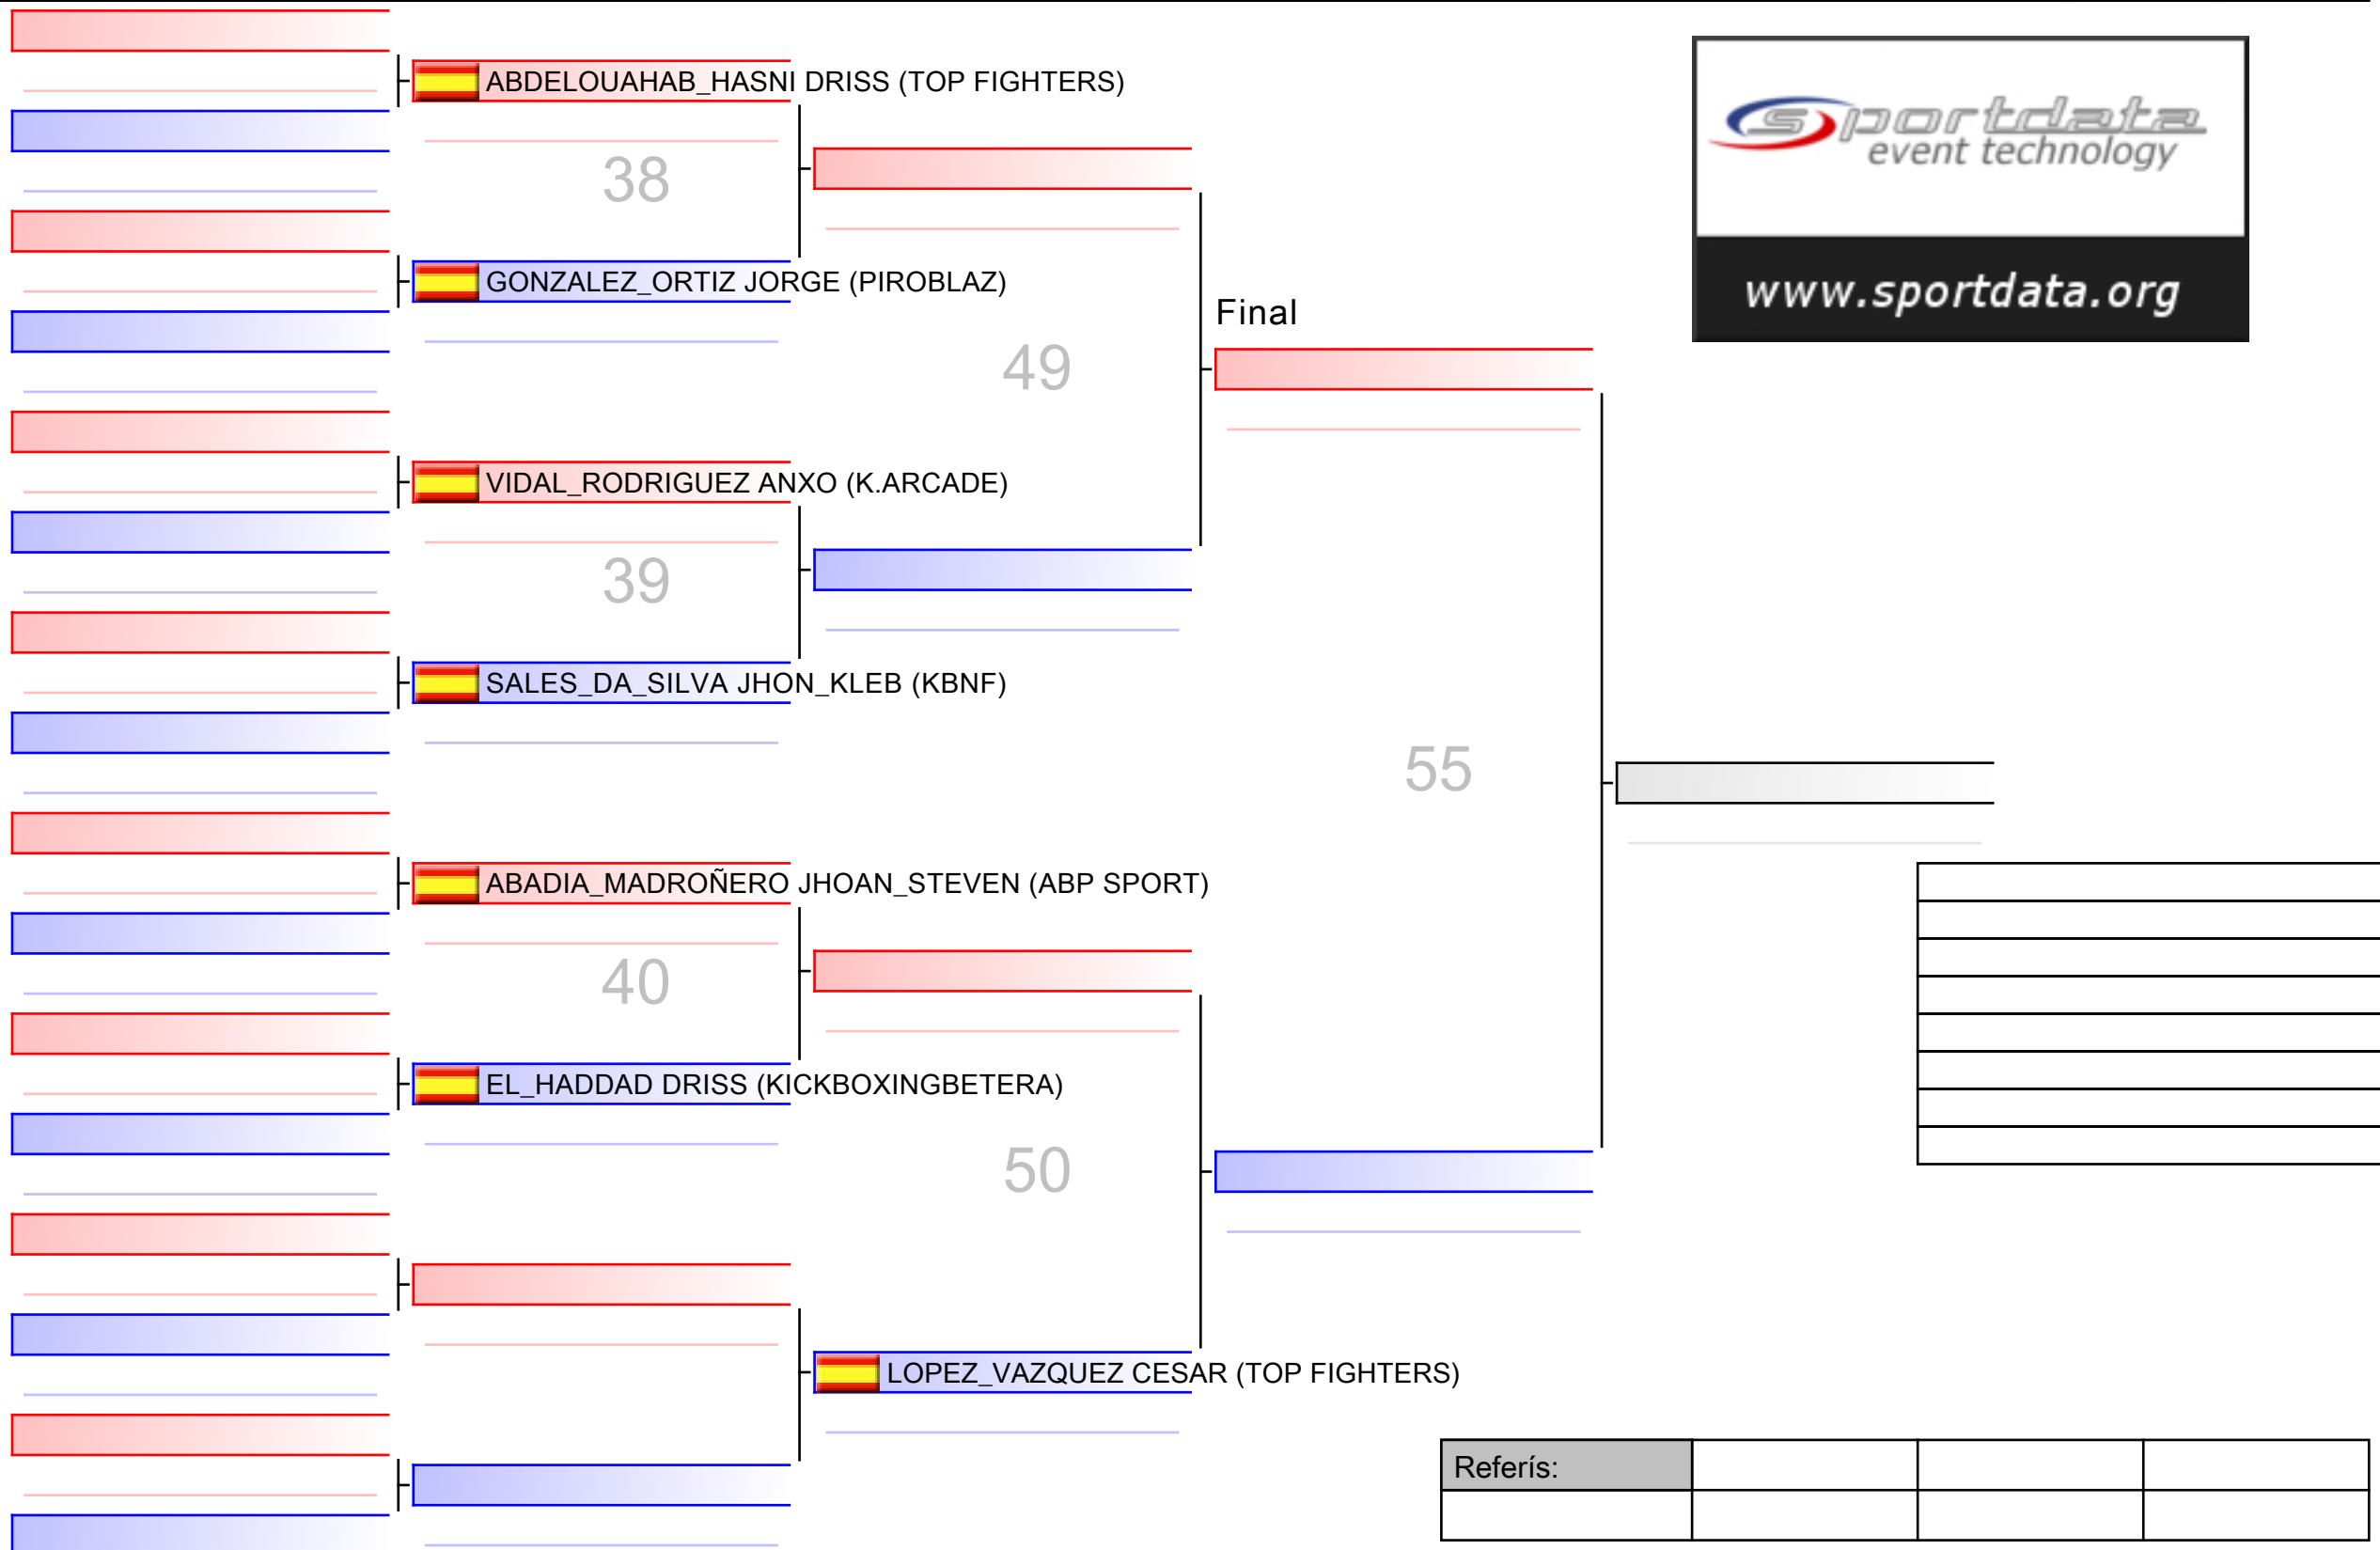 ABDELOUAHAB_HASNI DRISS (TOP FIGHTERS)
38
GONZALEZ_ORTIZ JORGE (PIROBLAZ)
49
VIDAL_RODRIGUEZ ANXO (K.ARCADE)
39
SALES_DA_SILVA JHON_KLEB (KBNF)
Final
55
ABADIA_MADROÑERO JHOAN_STEVEN (ABP SPORT)
40
EL_HADDAD DRISS (KICKBOXINGBETERA)
50
LOPEZ_VAZQUEZ CESAR (TOP FIGHTERS)
sportdata
event technology
www.sportdata.org
Referís: